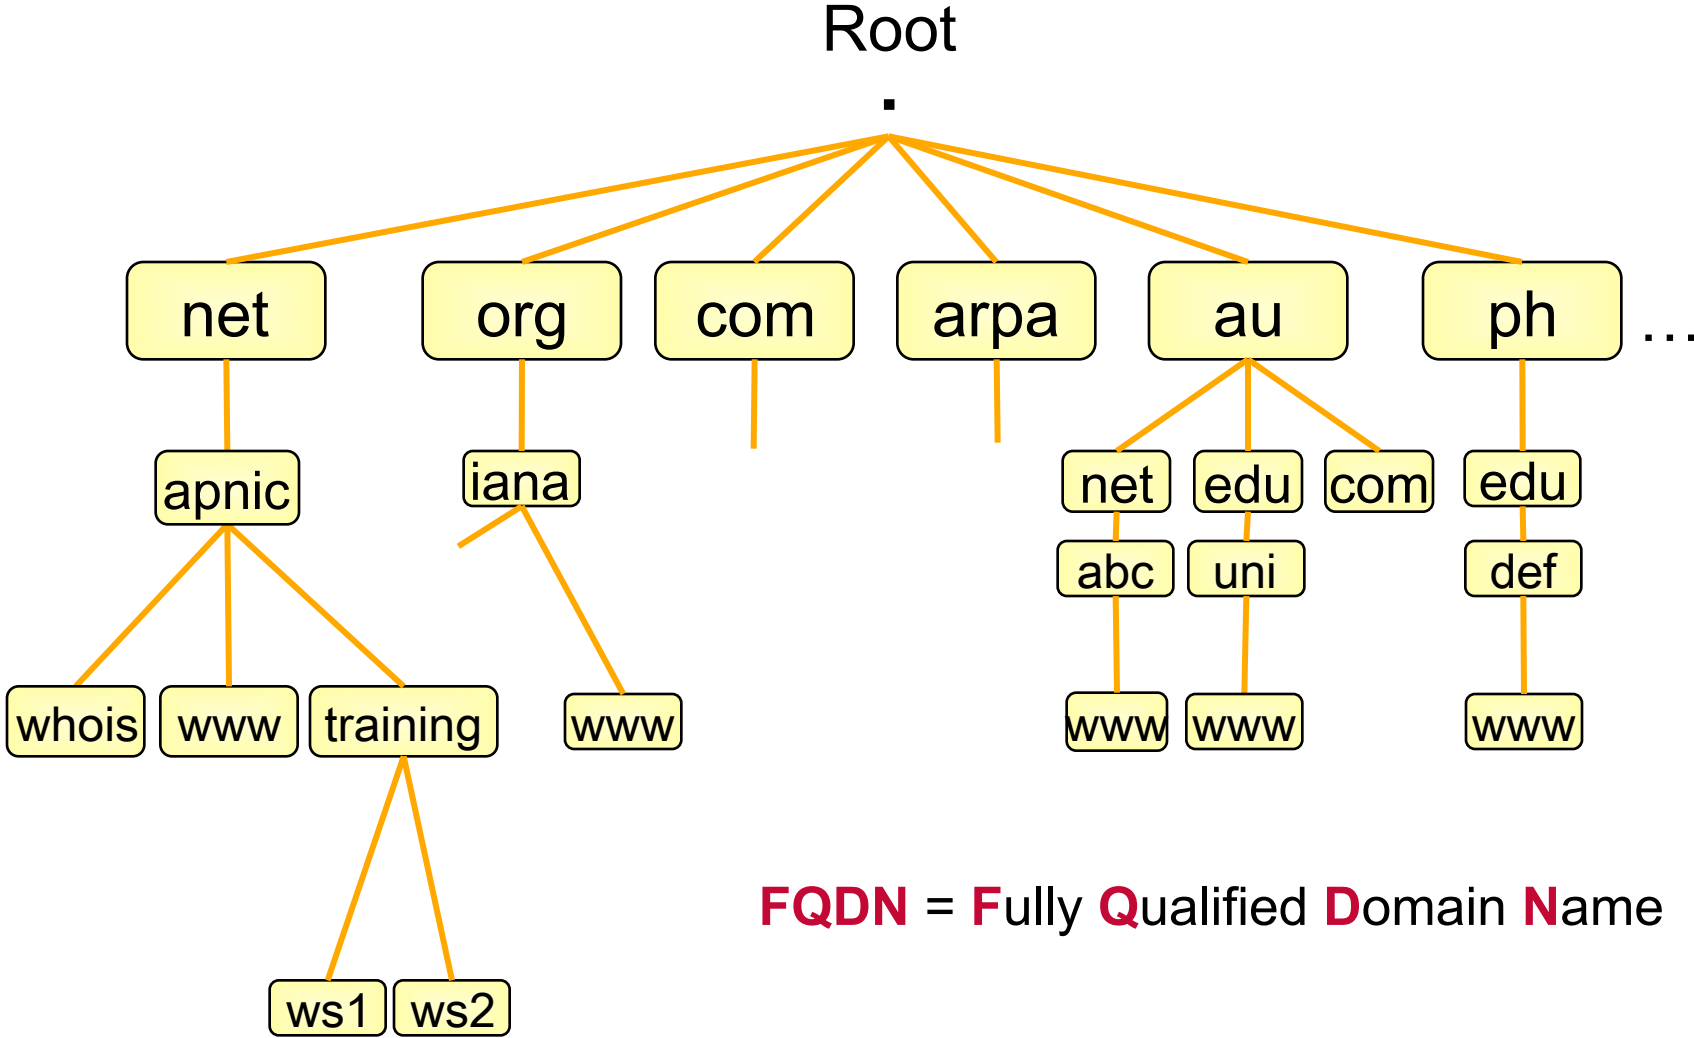 Root
.
net org com arpa au ph ...
apnic iana net edu com edu
abc uni def
whois www training www www www www
FQDN = Fully Qualified Domain Name
ws1 ws2